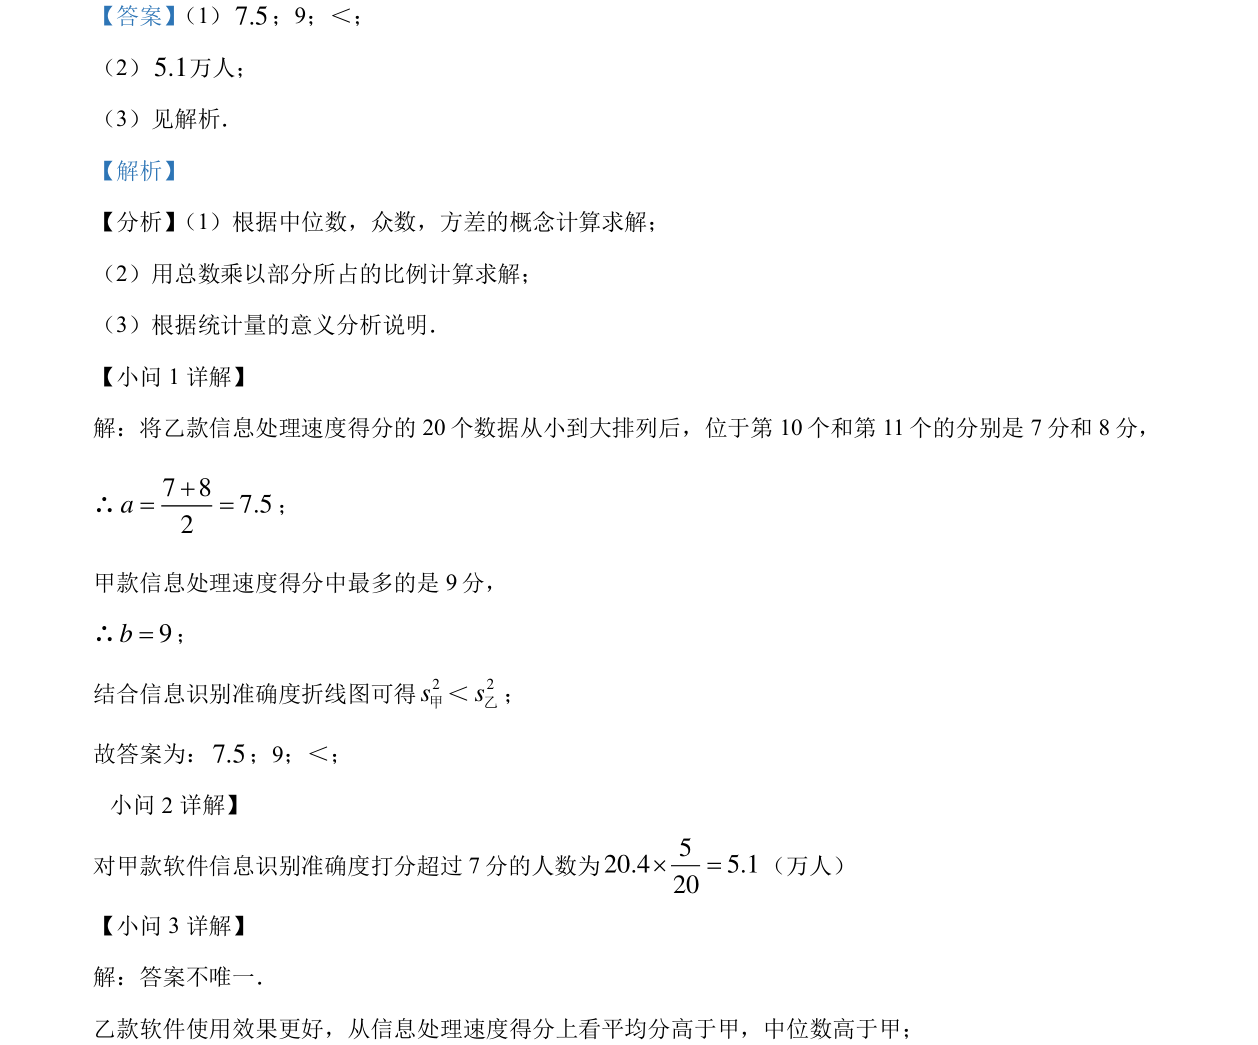 【答案】（1）7.5；9；＜；
（2）5.1万人；
（3）见解析．
【解析】
【分析】（1）根据中位数，众数，方差的概念计算求解；
（2）用总数乘以部分所占的比例计算求解；
（3）根据统计量的意义分析说明．
【小问 1 详解】
解：将乙款信息处理速度得分的 20 个数据从小到大排列后，位于第 10 个和第 11 个的分别是 7 分和 8 分，
∴ a = \frac{7+8}{2} = 7.5；
甲款信息处理速度得分中最多的是 9 分，
∴ b = 9；
结合信息识别准确度折线图可得 s²甲＜s²乙；
故答案为：7.5；9；＜；
小问 2 详解】
对甲款软件信息识别准确度打分超过 7 分的人数为 20.4×\frac{5}{20} = 5.1（万人）
【小问 3 详解】
解：答案不唯一．
乙款软件使用效果更好，从信息处理速度得分上看平均分高于甲，中位数高于甲；